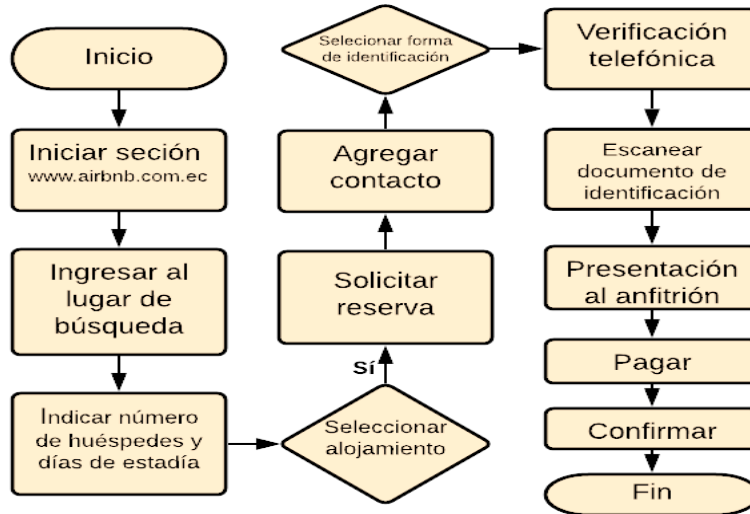 Inicio
Iniciar seción
www.airbnb.com.ec
Ingresar al
lugar de
búsqueda
Indicar número
de huéspedes y
días de estadía
Seleccionar
alojamiento
Sí
Solicitar
reserva
Agregar
contacto
Selecionar forma
de identificación
Verificación
telefónica
Escanear
documento de
identificación
Presentación
al anfitrión
Pagar
Confirmar
Fin